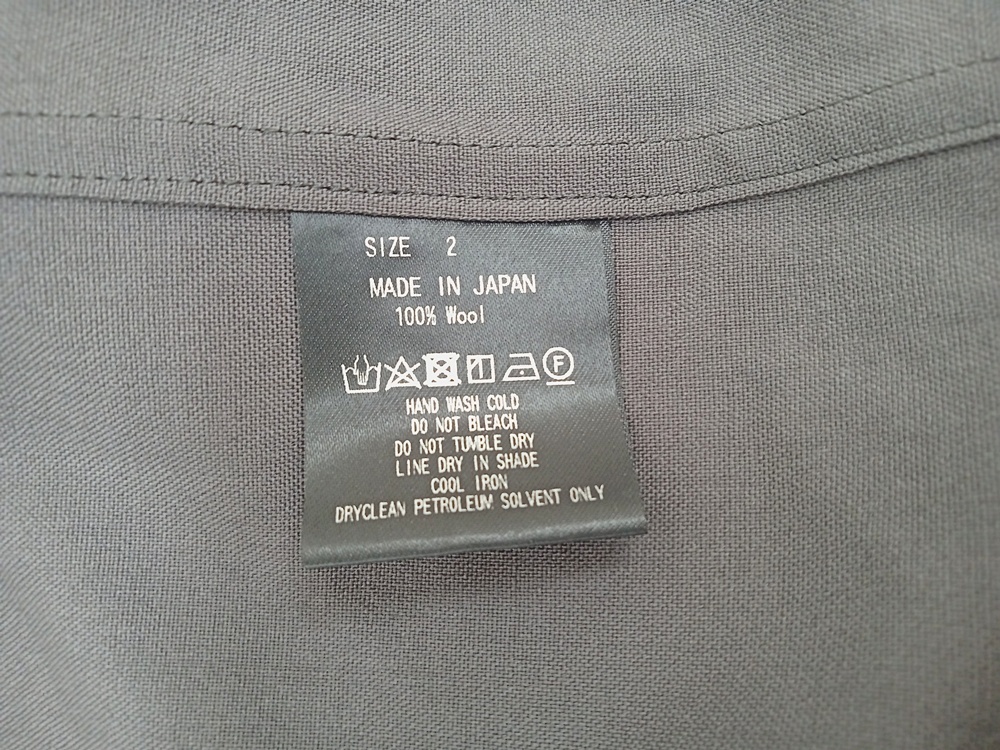 SIZE 2
MADE IN JAPAN
100% Wool
F
HAND WASH COLD
DO NOT BLEACH
DO NOT TUMBLE DRY
LINE DRY IN SHADE
COOL IRON
DRYCLEAN PETROLEUM SOLVENT ONLY